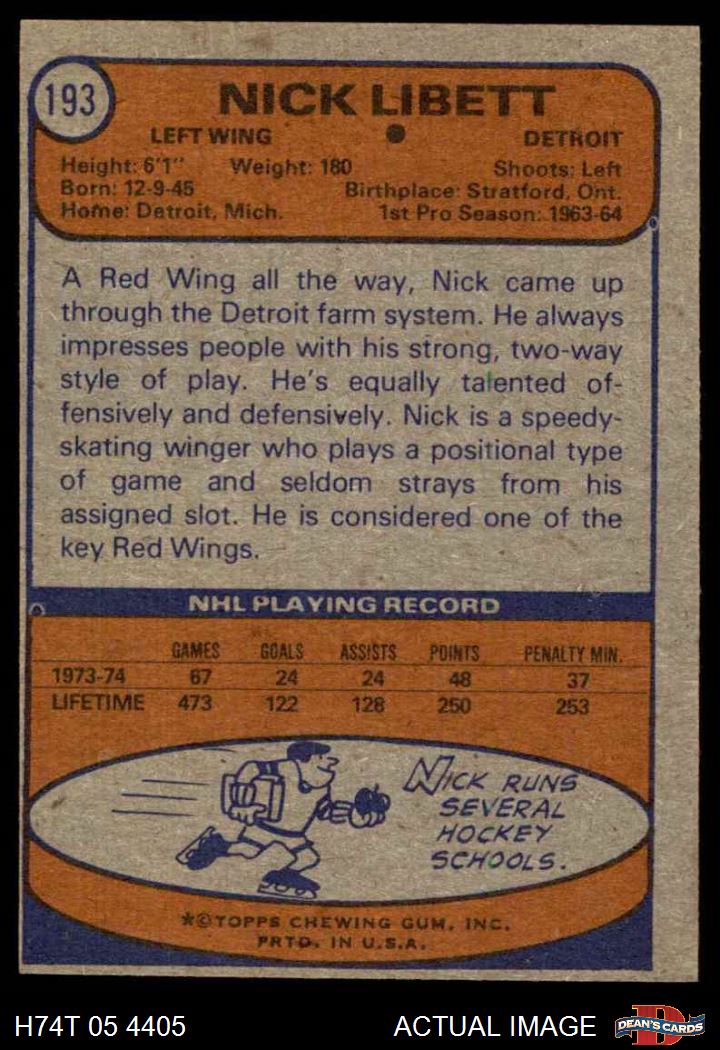 193
NICK LIBETT
LEFT WING ● DETROIT
Height: 6'1" Weight: 180 Shoots: Left
Born: 12-9-45 Birthplace: Stratford, Ont.
Home: Detroit, Mich. 1st Pro Season: 1963-64
A Red Wing all the way, Nick came up
through the Detroit farm system. He always
impresses people with his strong, two-way
style of play. He's equally talented of-
fensively and defensively. Nick is a speedy-
skating winger who plays a positional type
of game and seldom strays from his
assigned slot. He is considered one of the
key Red Wings.
NHL PLAYING RECORD
GAMES GOALS ASSISTS POINTS PENALTY MIN.
1973-74 67 24 24 48 37
LIFETIME 473 122 128 250 253
NICK RUNS
SEVERAL
HOCKEY
SCHOOLS.
*©TOPPS CHEWING GUM, INC.
PRTD. IN U.S.A.
H74T 05 4405 ACTUAL IMAGE
D
DEAN'S CARDS